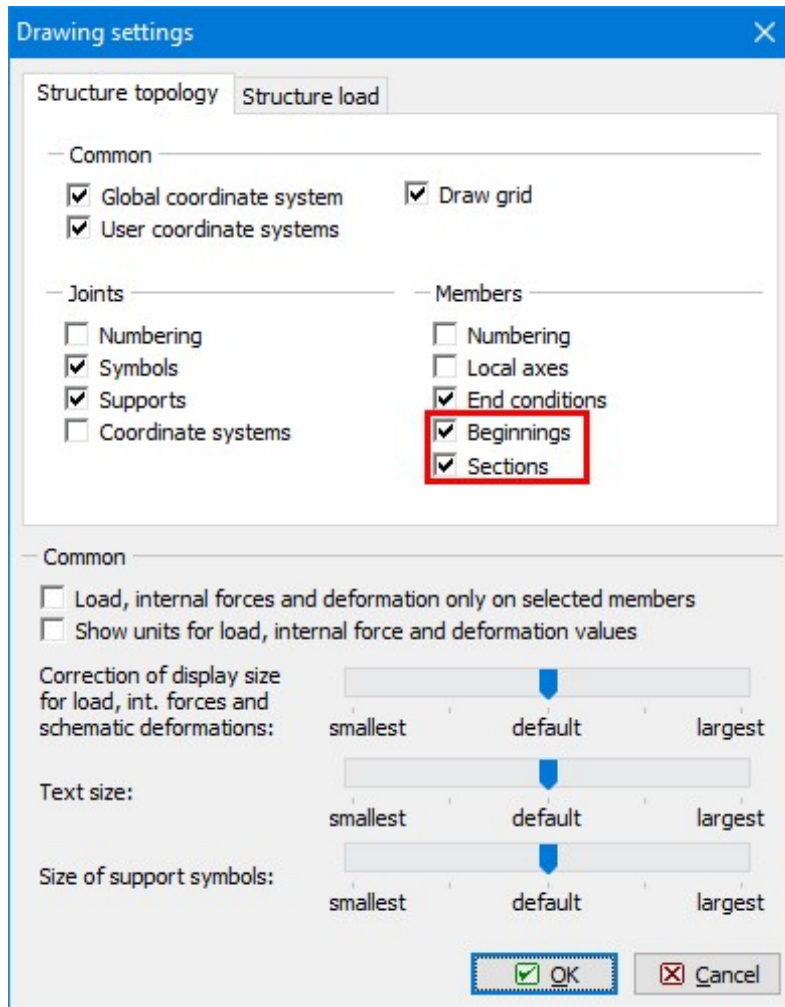 Drawing settings
Structure topology
Structure load
Common
Global coordinate system
Draw grid
User coordinate systems
Joints
Numbering
Symbols
Supports
Coordinate systems
Members
Numbering
Local axes
End conditions
Beginnings
Sections
Common
Load, internal forces and deformation only on selected members
Show units for load, internal force and deformation values
Correction of display size
for load, int. forces and
schematic deformations:
smallest default largest
Text size:
smallest default largest
Size of support symbols:
smallest default largest
OK
Cancel